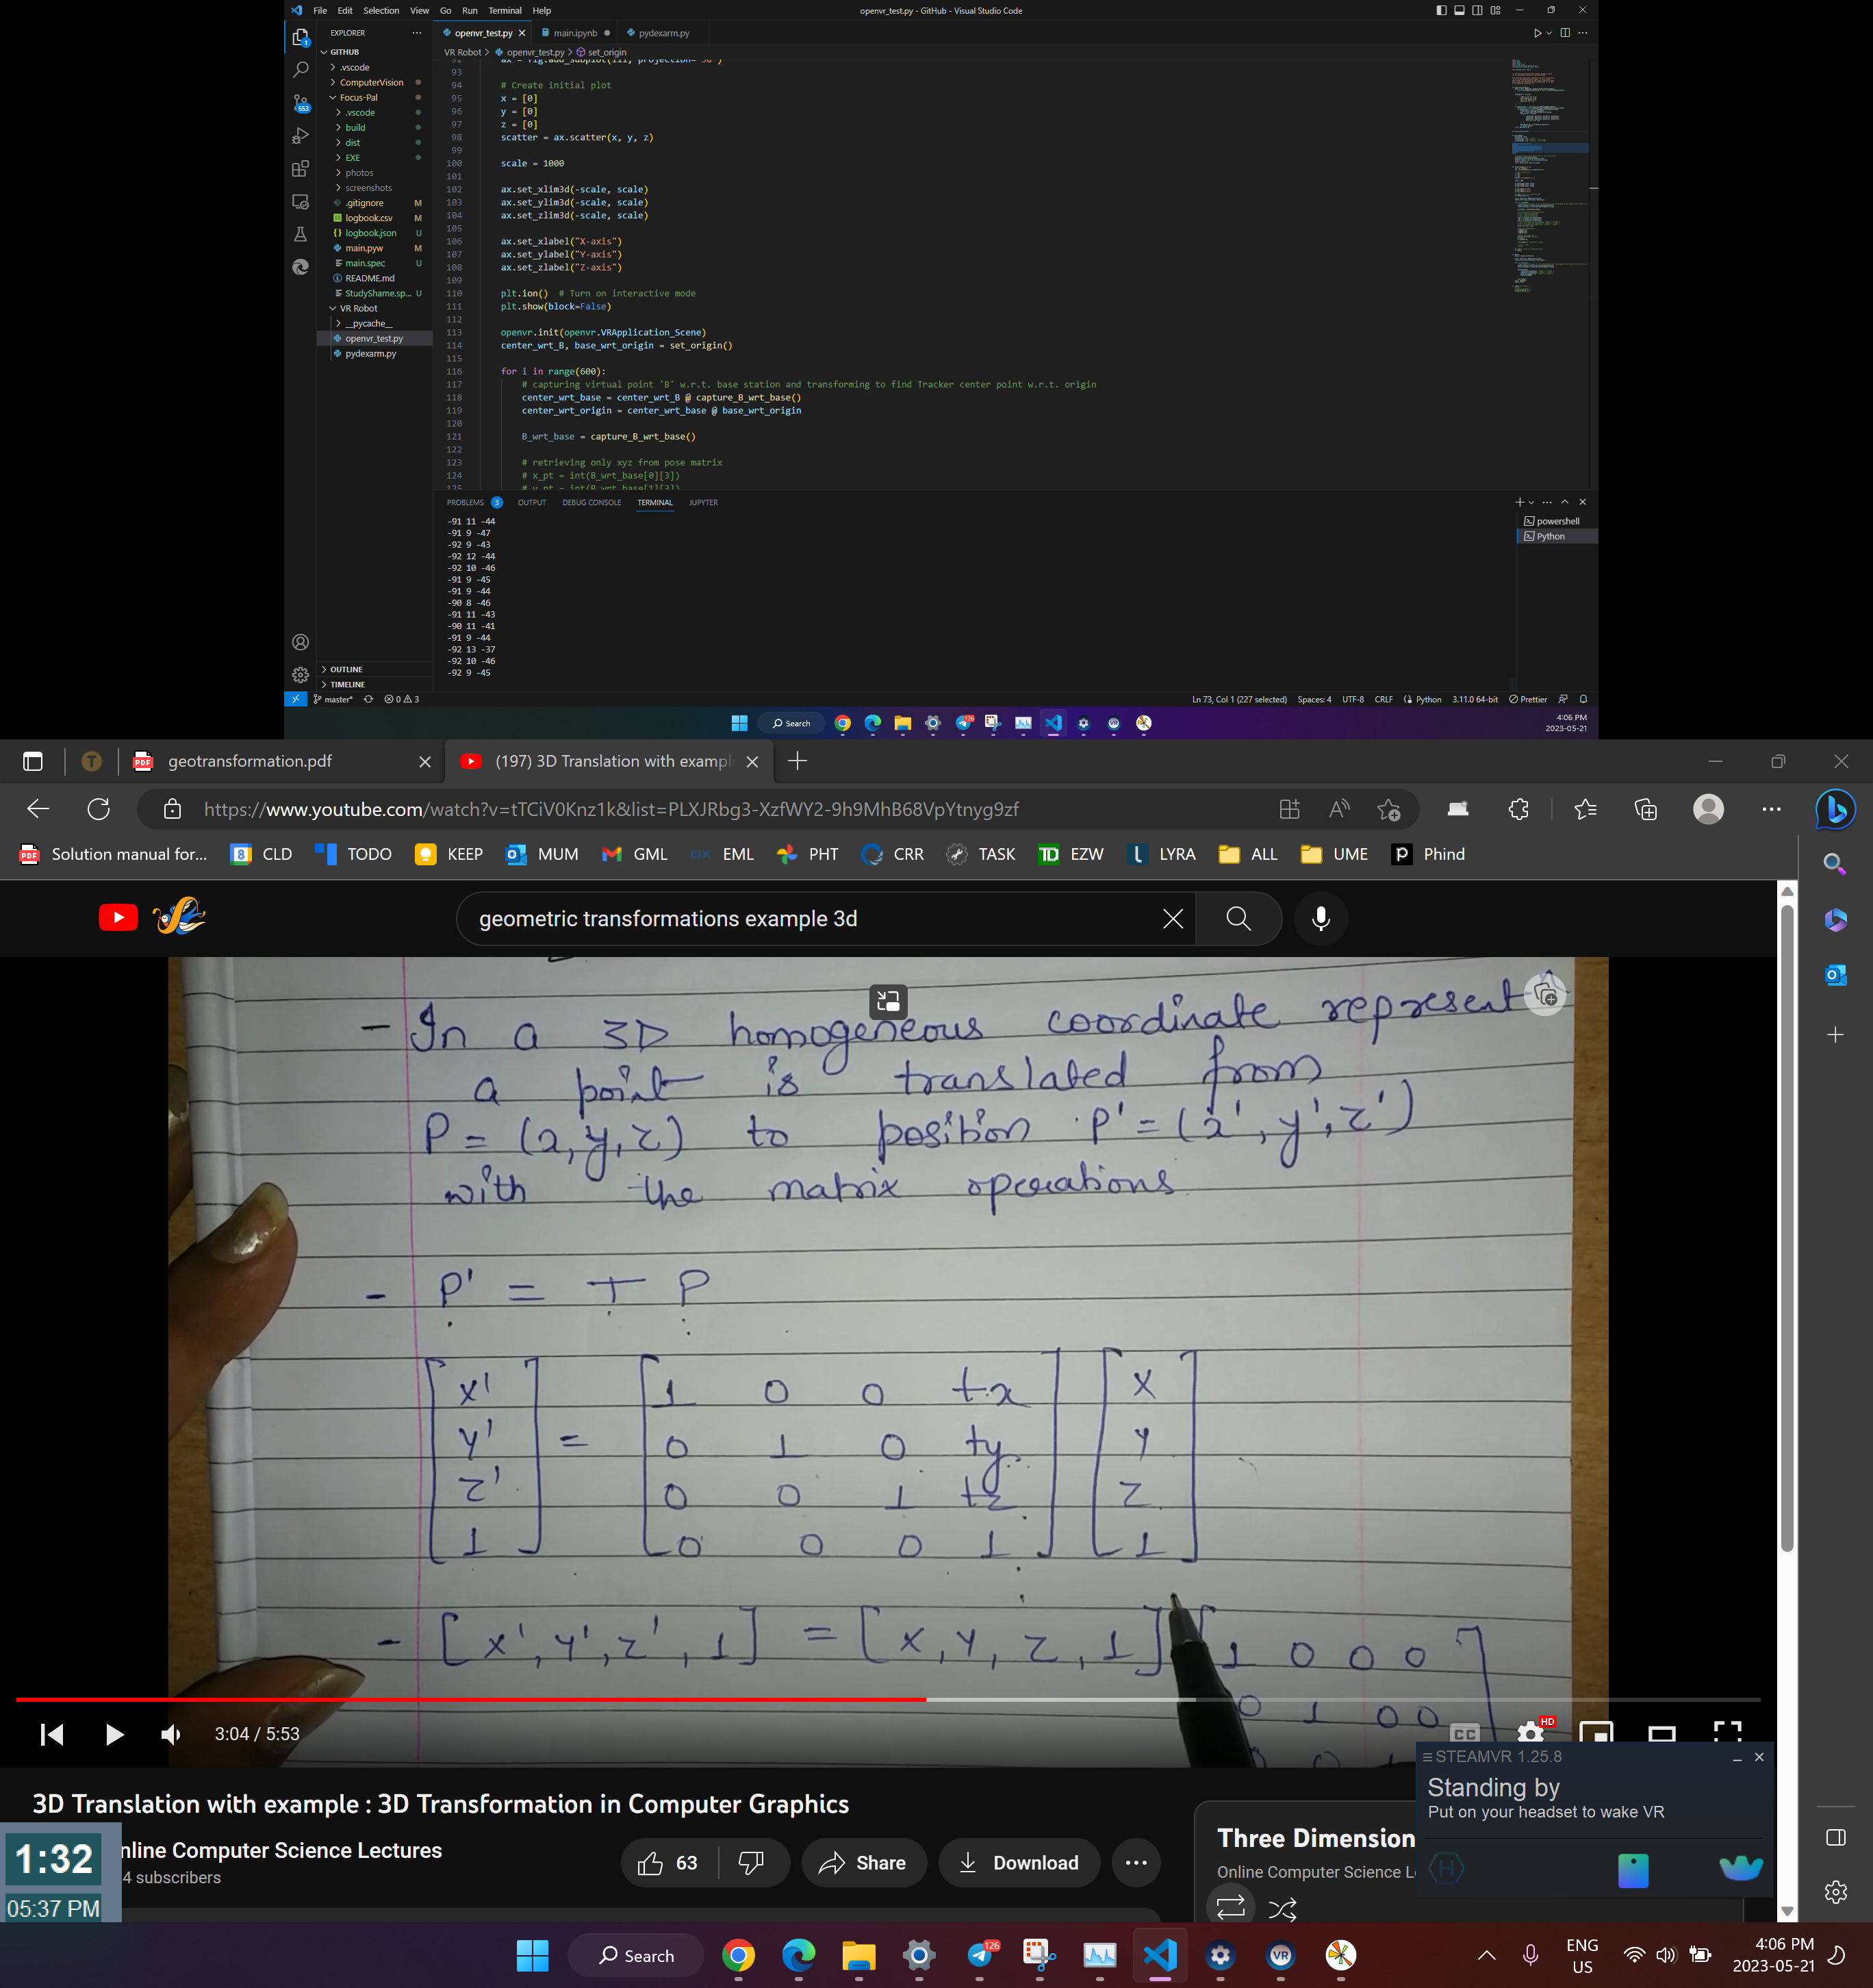 File Edit Selection View Go Run Terminal Help
openvr_test.py - GitHub - Visual Studio Code
EXPLORER
GITHUB
.vscode
ComputerVision
Focus-Pal
.vscode
build
dist
EXE
photos
screenshots
.gitignore M
logbook.csv M
logbook.json U
main.pyw M
main.spec U
README.md
StudyShame.sp... U
VR Robot
__pycache__
openvr_test.py
pydexarm.py
OUTLINE
TIMELINE
1
553
openvr_test.py main.ipynb pydexarm.py
VR Robot > openvr_test.py > set_origin
93
94 # Create initial plot
95 x = [0]
96 y = [0]
97 z = [0]
98 scatter = ax.scatter(x, y, z)
99
100 scale = 1000
101
102 ax.set_xlim3d(-scale, scale)
103 ax.set_ylim3d(-scale, scale)
104 ax.set_zlim3d(-scale, scale)
105
106 ax.set_xlabel("X-axis")
107 ax.set_ylabel("Y-axis")
108 ax.set_zlabel("Z-axis")
109
110 plt.ion() # Turn on interactive mode
111 plt.show(block=False)
112
113 openvr.init(openvr.VRApplication_Scene)
114 center_wrt_B, base_wrt_origin = set_origin()
115
116 for i in range(600):
117 # capturing virtual point 'B' w.r.t. base station and transforming to find Tracker center point w.r.t. origin
118 center_wrt_base = center_wrt_B @ capture_B_wrt_base()
119 center_wrt_origin = center_wrt_base @ base_wrt_origin
120
121 B_wrt_base = capture_B_wrt_base()
122
123 # retrieving only xyz from pose matrix
124 # x_pt = int(B_wrt_base[0][3])
125 # y_pt = int(B_wrt_base[1][3])
PROBLEMS 3 OUTPUT DEBUG CONSOLE TERMINAL JUPYTER
-91 11 -44
-91 9 -47
-92 9 -43
-92 12 -44
-92 10 -46
-91 9 -45
-91 9 -44
-90 8 -46
-91 11 -43
-90 11 -41
-91 9 -44
-92 13 -37
-92 10 -46
-92 9 -45
powershell
Python
master* 0 3
Ln 73, Col 1 (227 selected) Spaces: 4 UTF-8 CRLF Python 3.11.0 64-bit Prettier
Search
126
4:06 PM
2023-05-21
T
PDF geotransformation.pdf
(197) 3D Translation with exampl
https://www.youtube.com/watch?v=tTCiV0Knz1k&list=PLXJRbg3-XzfWY2-9h9MhB68VpYtnyg9zf
PDF Solution manual for... 8 CLD TODO KEEP MUM GML EML PHT CRR TASK TD EZW L LYRA ALL UME P Phind
geometric transformations example 3d
- In a 3D homogeneous coordinate represent
a point is translated from
P = (x, y, z) to position P' = (x', y', z')
with the matrix operations
- P' = T P
[x'] = [1 0 0 tx] [x]
[y'] [0 1 0 ty] [y]
[z'] [0 0 1 tz] [z]
[1] [0 0 0 1] [1]
- [x', y', z', 1] = [x, y, z, 1] [1 0 0 0]
0 1 0 0
3:04 / 5:53
CC HD
3D Translation with example : 3D Transformation in Computer Graphics
nline Computer Science Lectures
4 subscribers
63 Share Download
Three Dimension
Online Computer Science L
STEAMVR 1.25.8
Standing by
Put on your headset to wake VR
1:32
05:37 PM
Search
126
VR
ENG
US
4:06 PM
2023-05-21